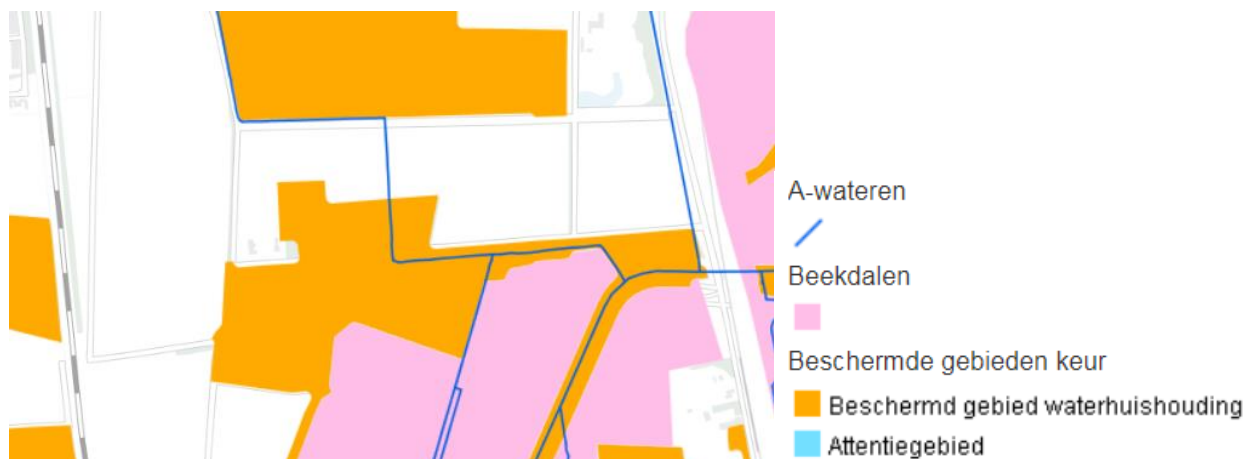 A-wateren
Beekdalen
Beschermde gebieden keur
Beschermd gebied waterhuishouding
Attentiegebied